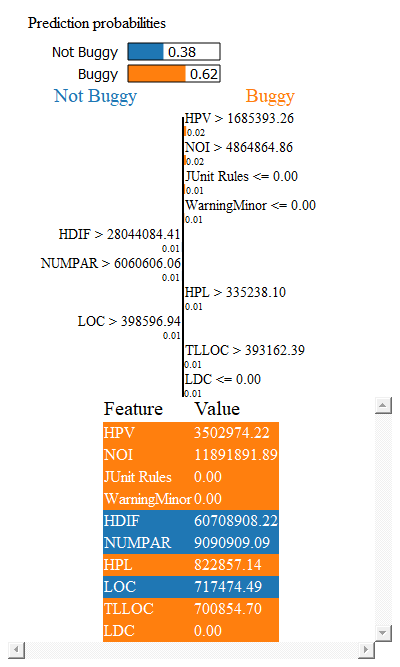 Prediction probabilities
Not Buggy 0.38
Buggy 0.62
Not Buggy Buggy
HPV > 1685393.26
0.02
NOI > 4864864.86
0.02
JUnit Rules <= 0.00
0.01
WarningMinor <= 0.00
0.01
HDIF > 28044084.41
0.01
NUMPAR > 6060606.06
0.01
HPL > 335238.10
0.01
LOC > 398596.94
0.01
TLLOC > 393162.39
0.01
LDC <= 0.00
0.01
Feature Value
HPV 3502974.22
NOI 11891891.89
JUnit Rules 0.00
WarningMinor 0.00
HDIF 60708908.22
NUMPAR 9090909.09
HPL 822857.14
LOC 717474.49
TLLOC 700854.70
LDC 0.00